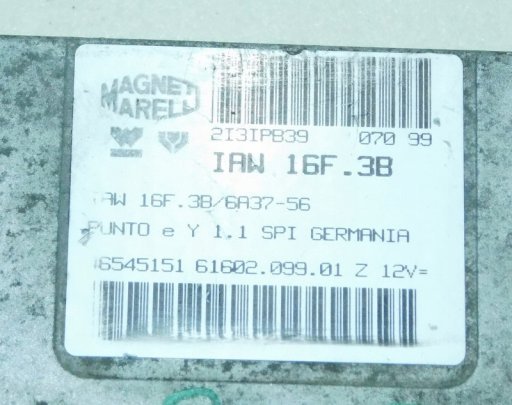 MAGNETI
MARELLI
2I3IPB39 070 99
IAW 16F.3B
IAW 16F.3B/6A37-56
PUNTO e Y 1.1 SPI GERMANIA
46545151 61602.099.01 Z 12V=